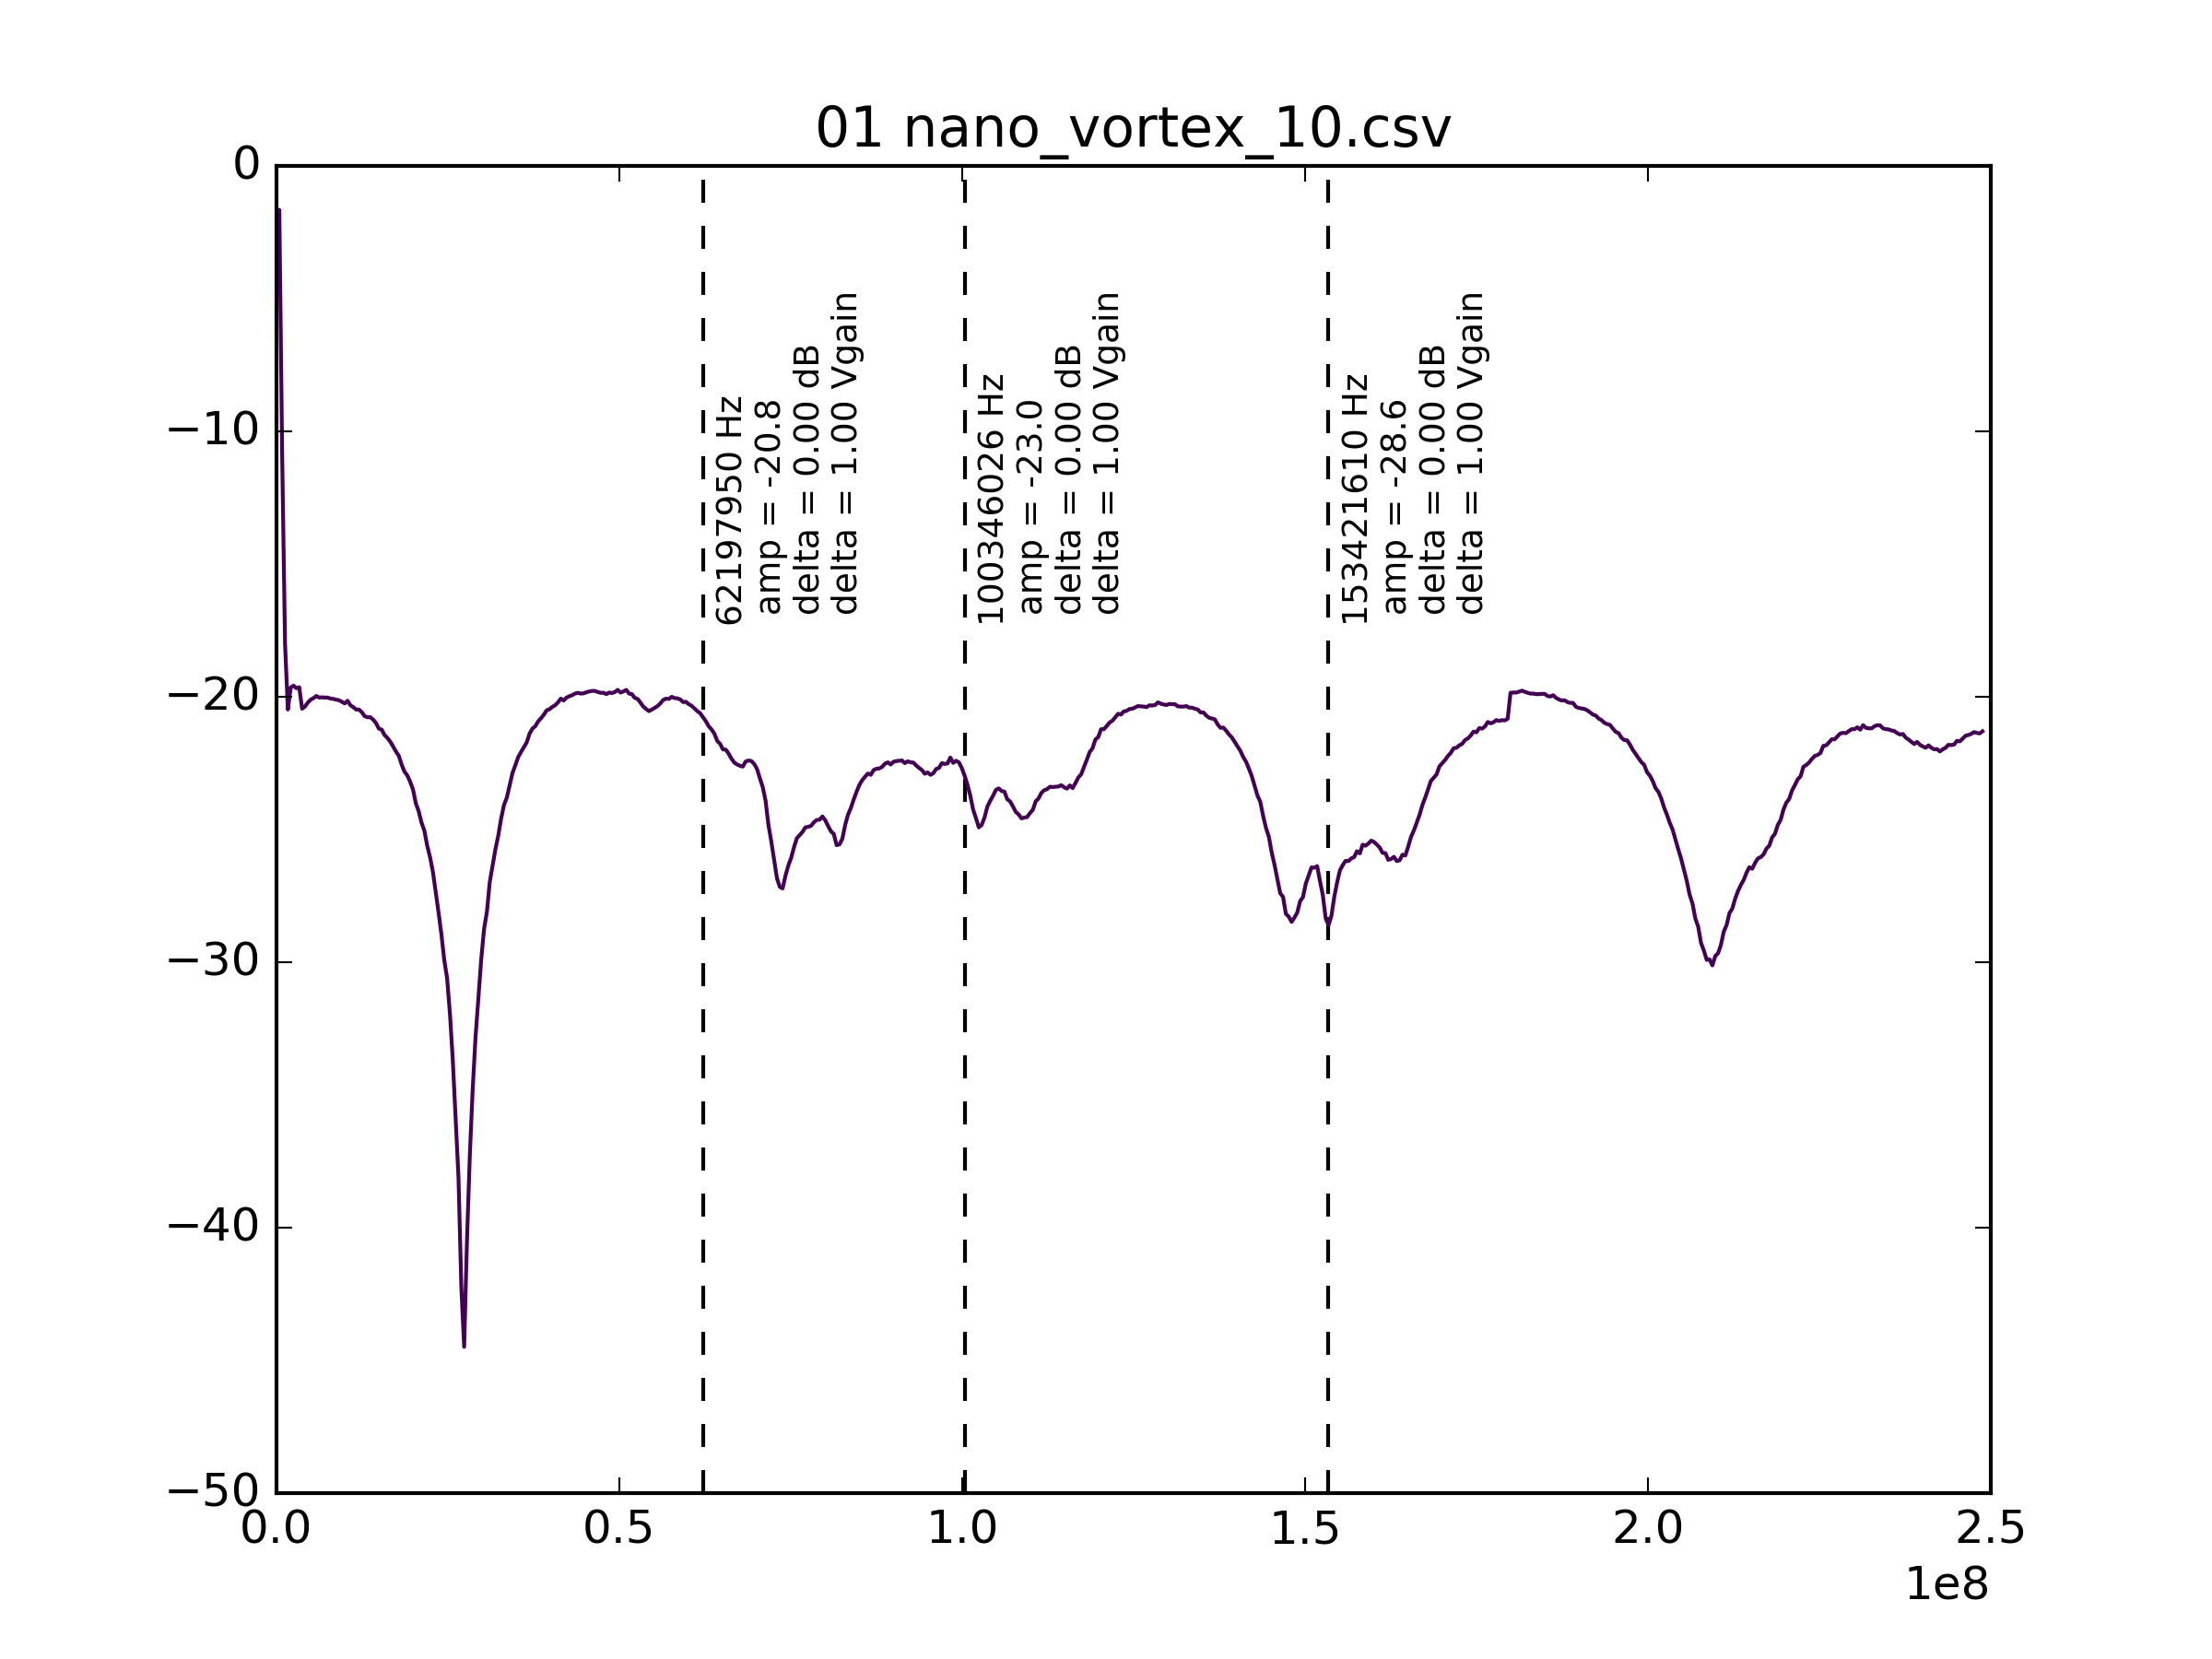 01 nano_vortex_10.csv
0
−10
−20
−30
−40
−50
62197950 Hz
amp = -20.8
delta = 0.000 dB
delta = 1.00 Vgain
100346026 Hz
amp = -23.0
delta = 0.000 dB
delta = 1.00 Vgain
153421610 Hz
amp = -28.6
delta = 0.000 dB
delta = 1.00 Vgain
0.0 0.5 1.0 1.5 2.0 2.5
1e8